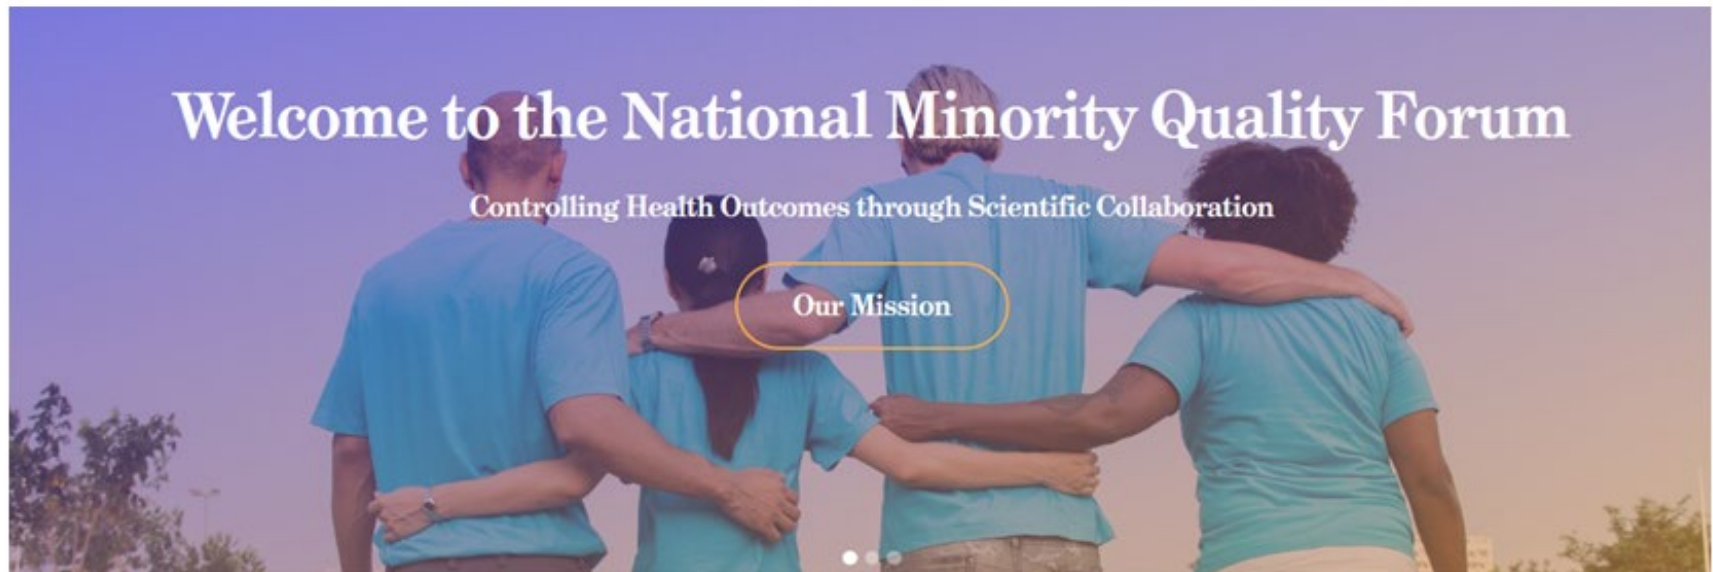 Welcome to the National Minority Quality Forum
Controlling Health Outcomes through Scientific Collaboration
Our Mission